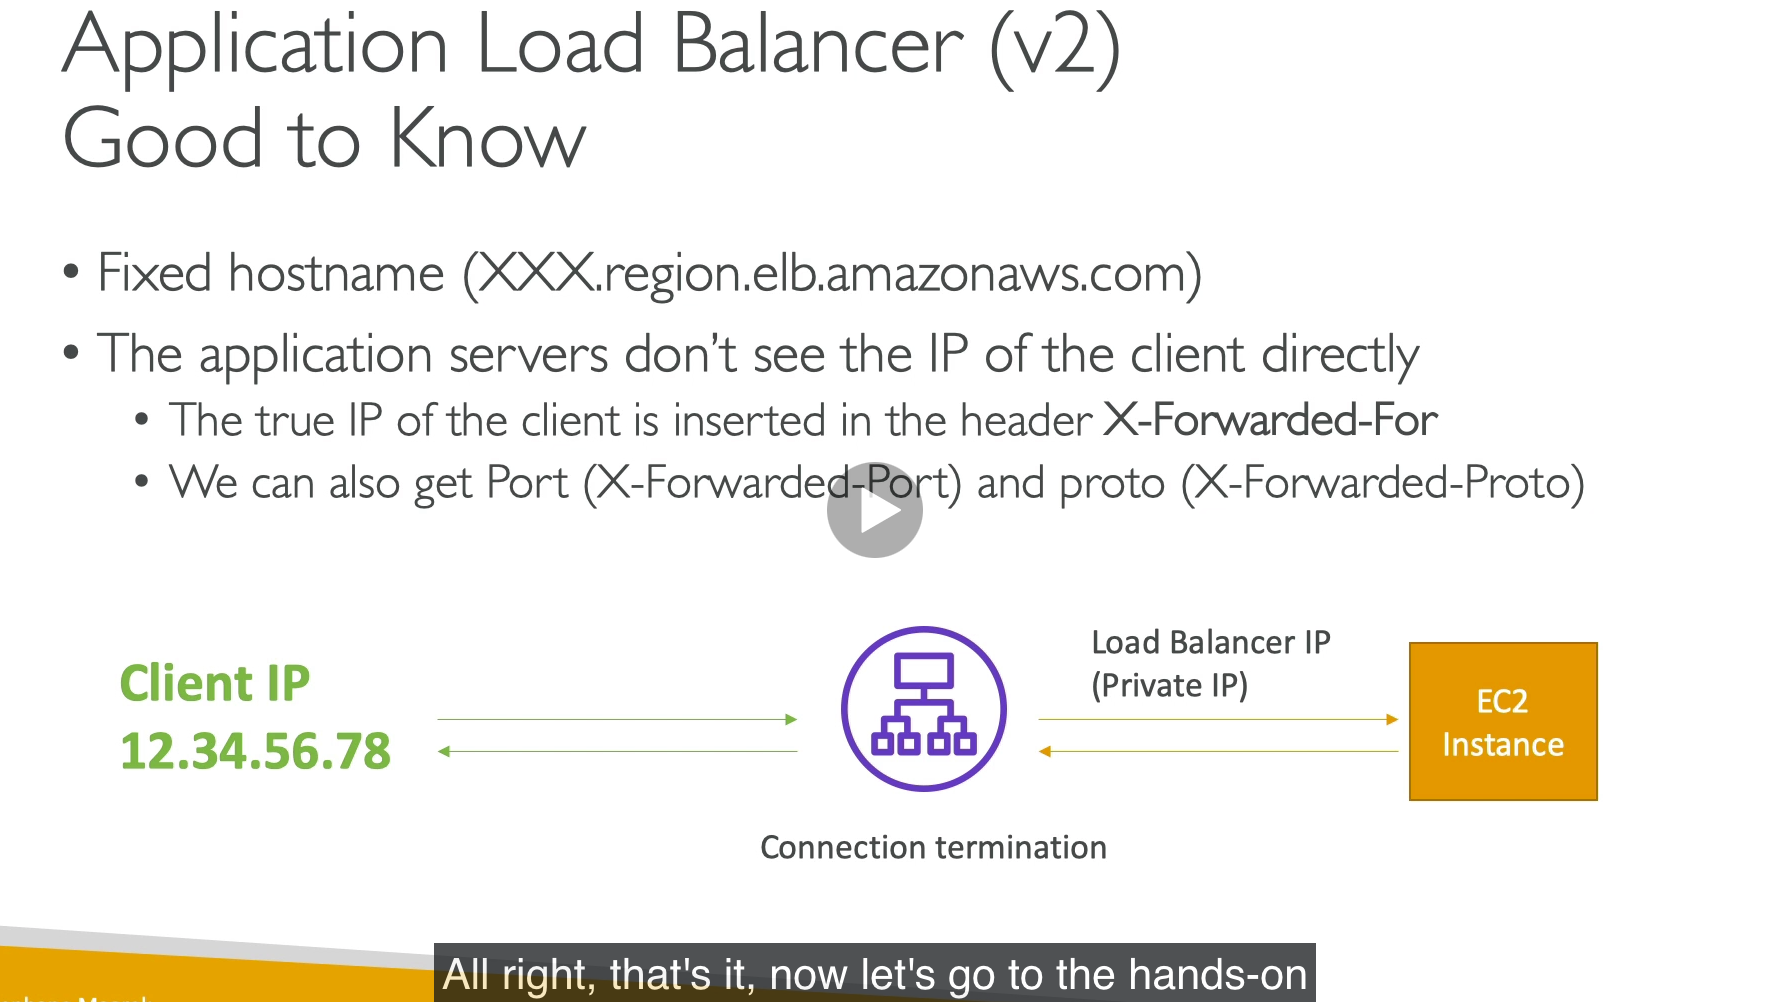 Application Load Balancer (v2)
Good to Know
• Fixed hostname (XXX.region.elb.amazonaws.com)
• The application servers don't see the IP of the client directly
• The true IP of the client is inserted in the header X-Forwarded-For
• We can also get Port (X-Forwarded-Port) and proto (X-Forwarded-Proto)
Client IP
12.34.56.78
Load Balancer IP
(Private IP)
EC2
Instance
Connection termination
All right, that's it, now let's go to the hands-on